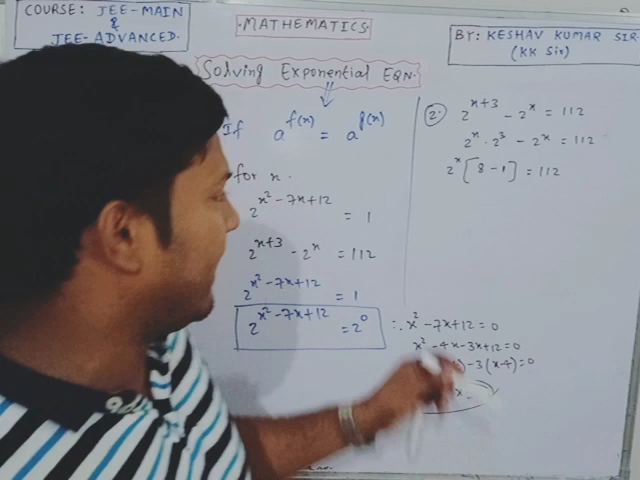 COURSE: JEE-MAIN
&
JEE-ADVANCED.
MATHEMATICS
BY: KESHAV KUMAR SIR
(KK Sir)
Solving Exponential EQN.
If a^f(x) = a^g(x)
for x.
2^x²-7x+12 = 1
2^x+3 - 2^x = 112
2^x²-7x+12 = 1
2^x²-7x+12 = 2^0
2. 2^x+3 - 2^x = 112
2^x · 2^3 - 2^x = 112
2^x [8-1] = 112
∴ x²-7x+12=0
x²-4x-3x+12=0
)-3(x-4)=0